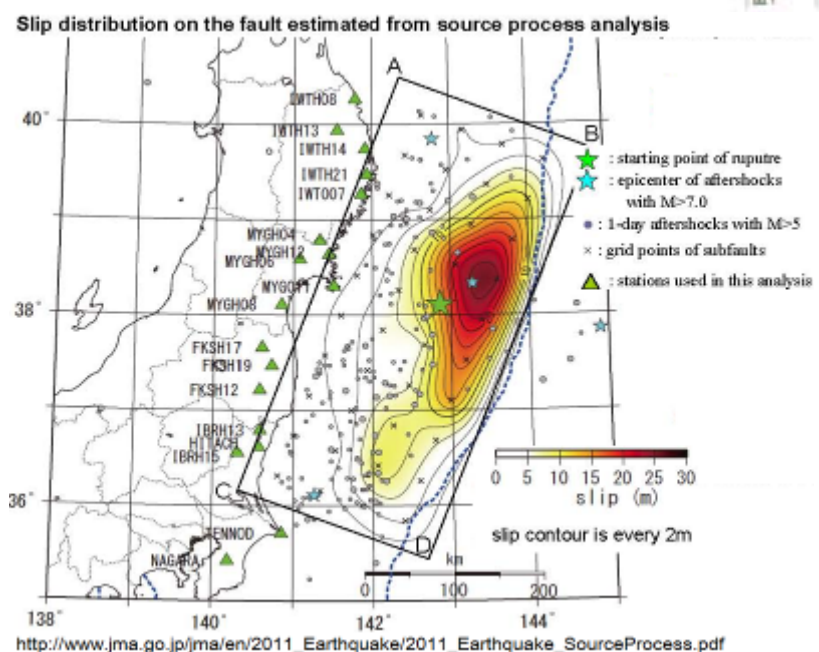 Slip distribution on the fault estimated from source process analysis
A
40°
IWTH08
B
IWTH13
: starting point of ruputre
IWTH14
: epicenter of aftershocks
with M>7.0
IWTH21
IWT007
: 1-day aftershocks with M>5
MYGH04
× : grid points of subfaults
MYGH12
MYGH06
: stations used in this analysis
MYG011
38°
MYGH08
10
FKSH17
FKSH19
FKSH12
IBRH13
HITACH
IBRH15
0 5 10 15 20 25 30
slip (m)
C
36°
TENNOD
slip contour is every 2m
D
NAGARA
km
0 100 200
138° 140° 142° 144°
http://www.jma.go.jp/jma/en/2011_Earthquake/2011_Earthquake_SourceProcess.pdf